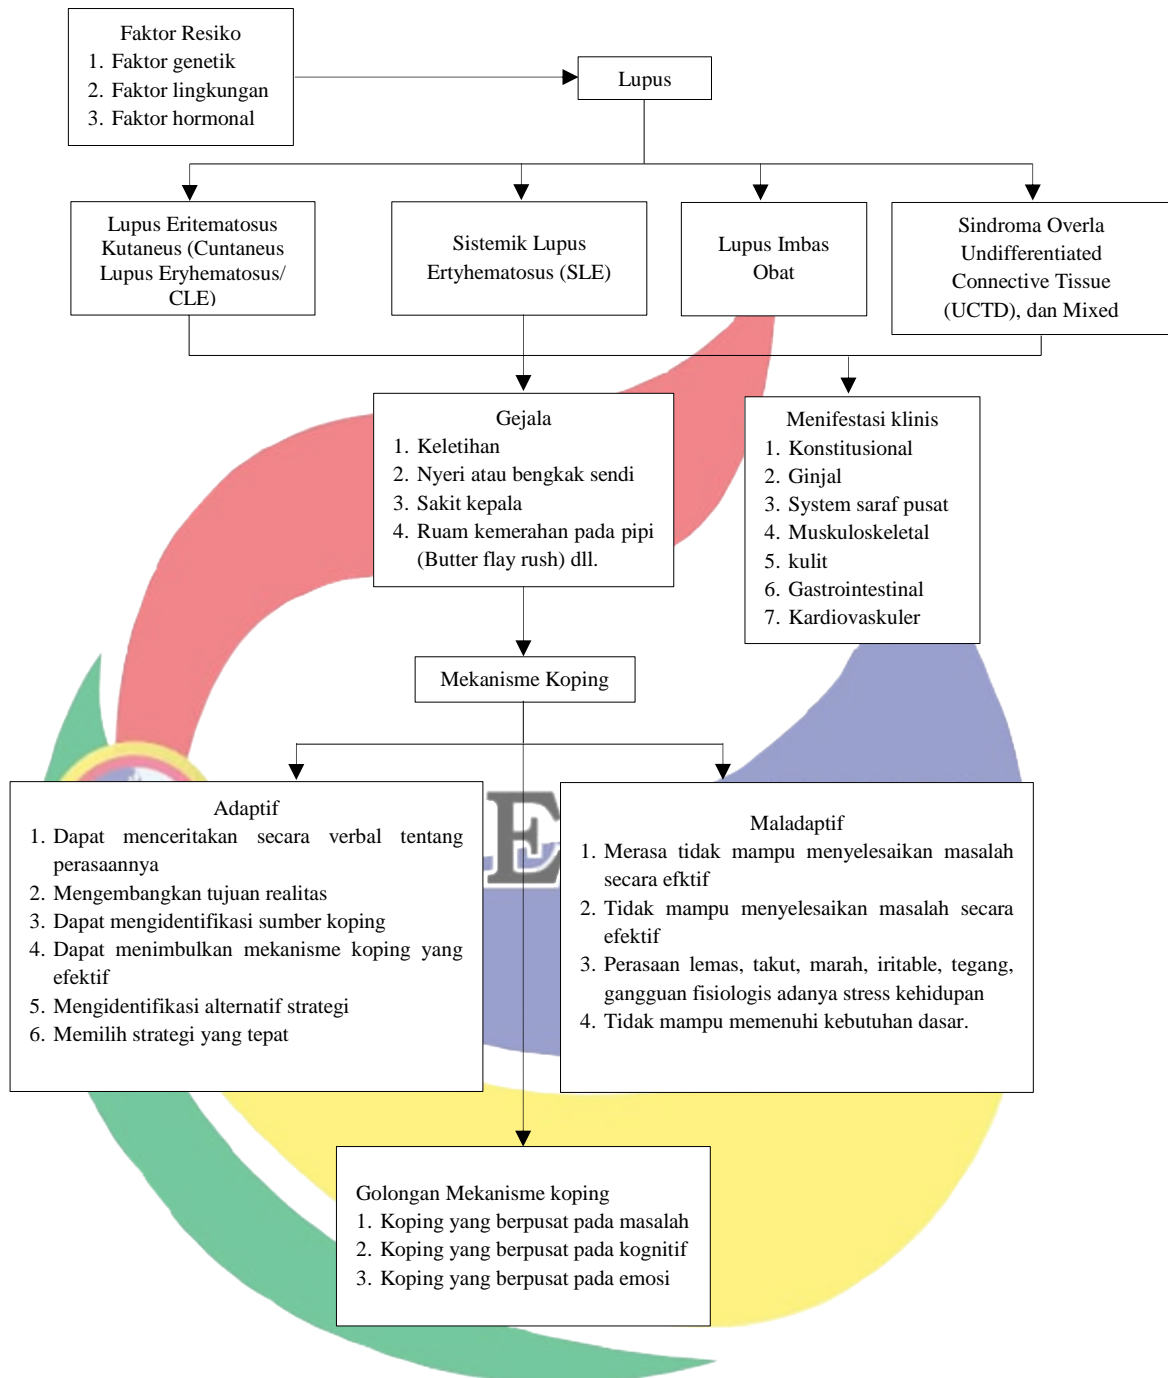 Faktor Resiko
1. Faktor genetik
2. Faktor lingkungan
3. Faktor hormonal
Lupus
Lupus Eritematosus
Kutaneus (Cuntaneus
Lupus Eryhematosus/
CLE)
Sistemik Lupus
Ertyhematosus (SLE)
Lupus Imbas
Obat
Sindroma Overla
Undifferentiated
Connective Tissue
(UCTD), dan Mixed
Gejala
1. Keletihan
2. Nyeri atau bengkak sendi
3. Sakit kepala
4. Ruam kemerahan pada pipi
(Butter flay rush) dll.
Menifestasi klinis
1. Konstitusional
2. Ginjal
3. System saraf pusat
4. Muskuloskeletal
5. kulit
6. Gastrointestinal
7. Kardiovaskuler
Mekanisme Koping
Adaptif
1. Dapat menceritakan secara verbal tentang
perasaannya
2. Mengembangkan tujuan realitas
3. Dapat mengidentifikasi sumber koping
4. Dapat menimbulkan mekanisme koping yang
efektif
5. Mengidentifikasi alternatif strategi
6. Memilih strategi yang tepat
Maladaptif
1. Merasa tidak mampu menyelesaikan masalah
secara efktif
2. Tidak mampu menyelesaikan masalah secara
efektif
3. Perasaan lemas, takut, marah, iritable, tegang,
gangguan fisiologis adanya stress kehidupan
4. Tidak mampu memenuhi kebutuhan dasar.
Golongan Mekanisme koping
1. Koping yang berpusat pada masalah
2. Koping yang berpusat pada kognitif
3. Koping yang berpusat pada emosi